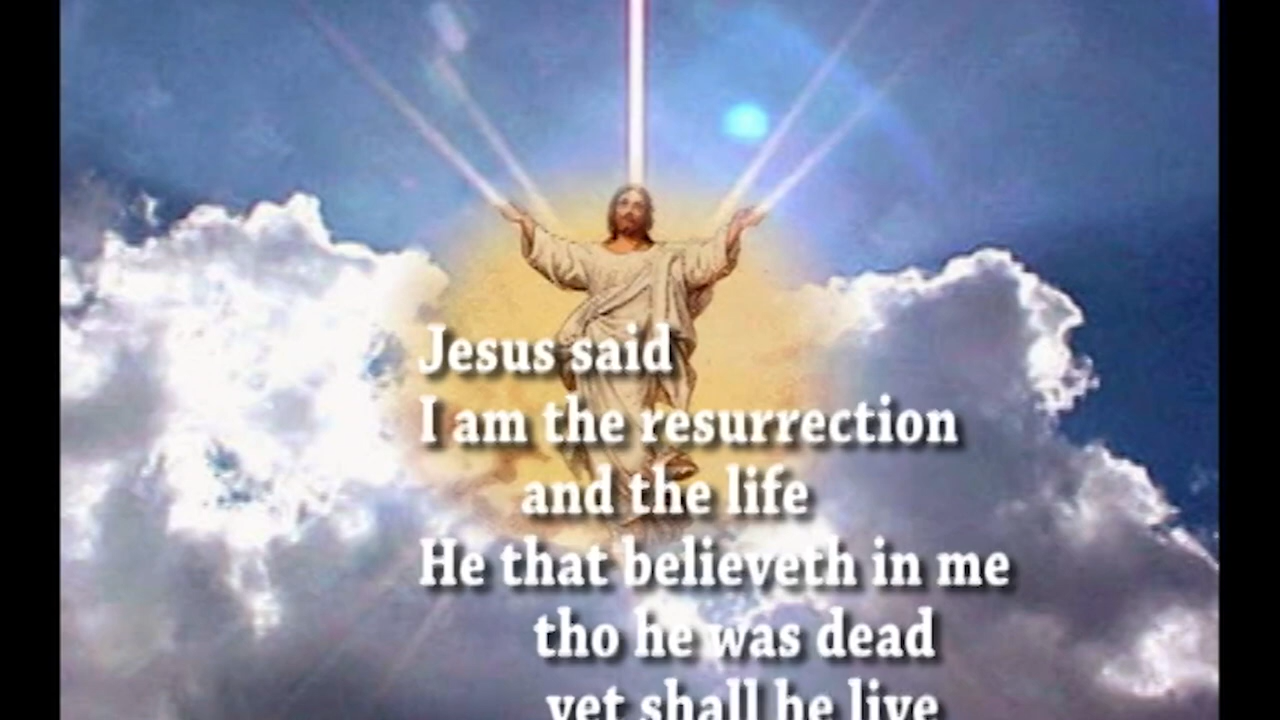 Jesus said
I am the resurrection
and the life
He that believeth in me
tho he was dead
yet shall he live